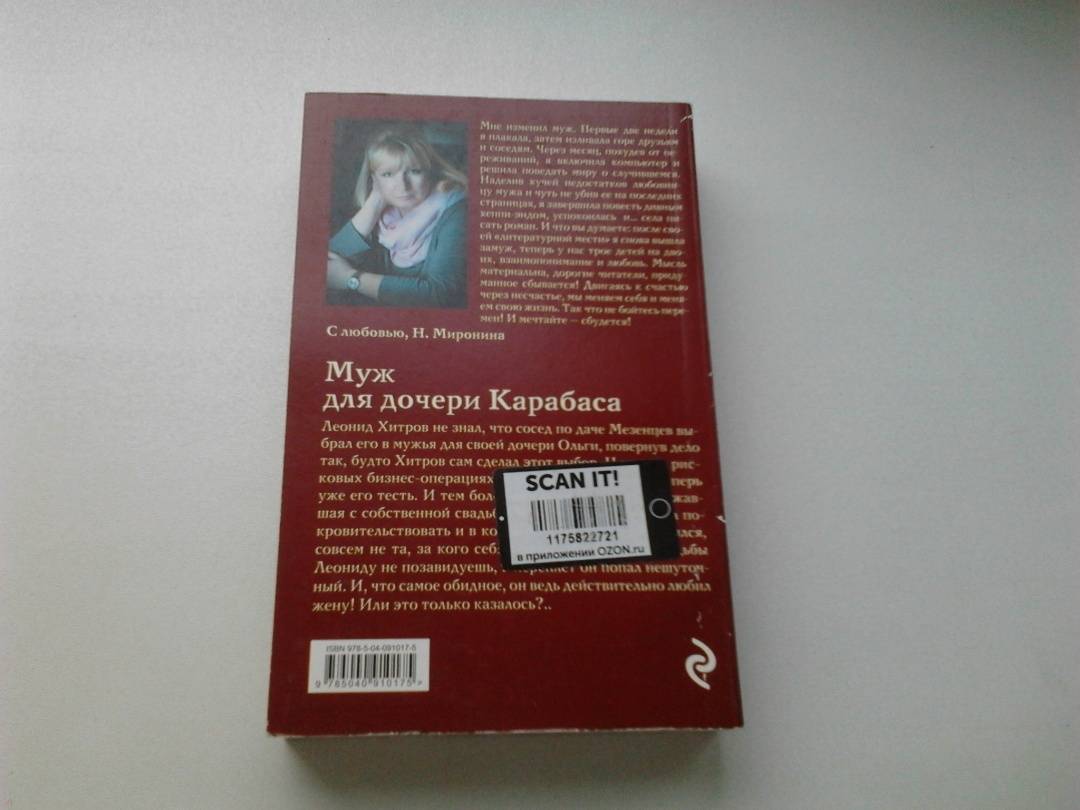 Мне изменил муж. Первые две недели
я плакала, затем изливала горе друзьям
и соседям. Через месяц, похудев от пе-
реживаний, я включила компьютер и
решила поведать миру о случившемся.
Наделив кучей недостатков любовни-
цу мужа и чуть не убив ее на последних
страницах, я завершила повесть дивным
хеппи-эндом, успокоилась и... села пи-
сать роман. И что вы думаете: после сво-
ей «литературной мести» я снова вышла
замуж, теперь у нас трое детей на дво-
их, взаимопонимание и любовь. Мысль
материальна, дорогие читатели, приду-
манное сбывается! Двигаясь к счастью
через несчастье, мы меняем себя и меня-
ем свою жизнь. Так что не бойтесь пере-
мен! И мечтайте — сбудется!
С любовью, Н. Миронина
Муж
для дочери Карабаса
Леонид Хитров не знал, что сосед по даче Мезенцев вы-
брал его в мужья для своей дочери Ольги, повернув дело
так, будто Хитров сам сделал этот выбор. рис-
ковых бизнес-операциях
уже его тесть. И тем
шая с собственной
кровительствовать и в по-
совсем не та, за кого
Леониду не позавидуешь, он попал нешуточ-
ный. И, что самое обидное, он ведь действительно любил
жену! Или это только казалось?..
SCAN IT!
1175822721
в приложении OZON.ru
ISBN 978-5-04-091017-5
9 785040 910175 >